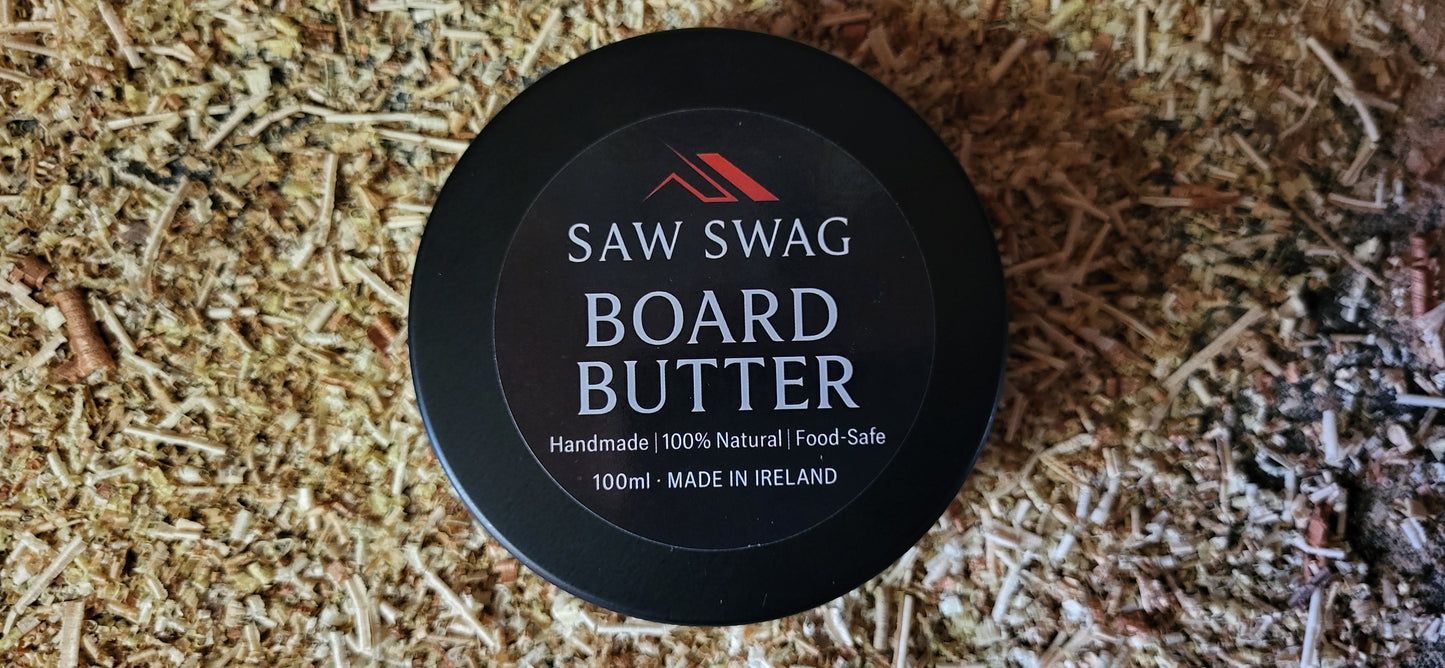 SAW SWAG
BOARD
BUTTER
Handmade | 100% Natural | Food-Safe
100ml · MADE IN IRELAND